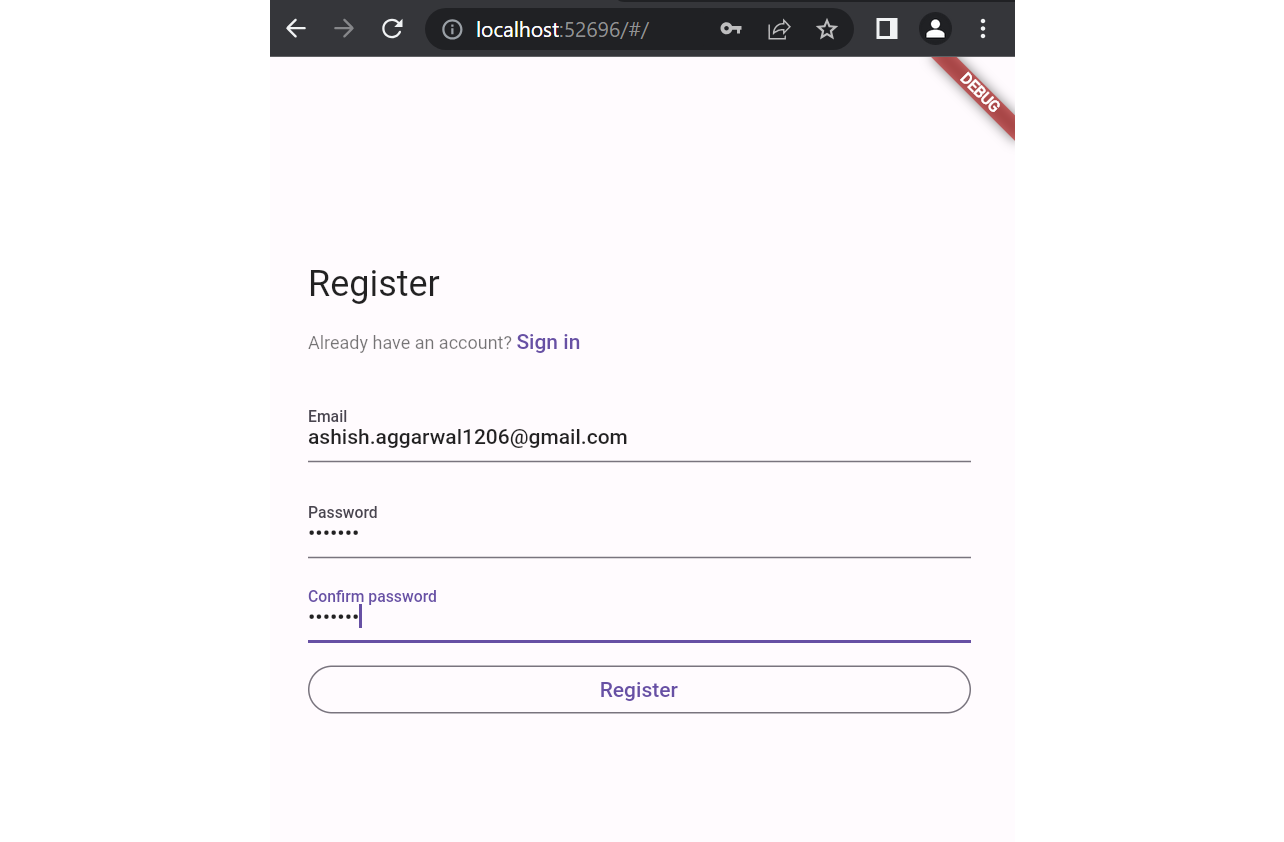 localhost:52696/#/
DEBUG
Register
Already have an account? Sign in
Email
ashish.aggarwal1206@gmail.com
Password
•••••••
Confirm password
•••••••
Register